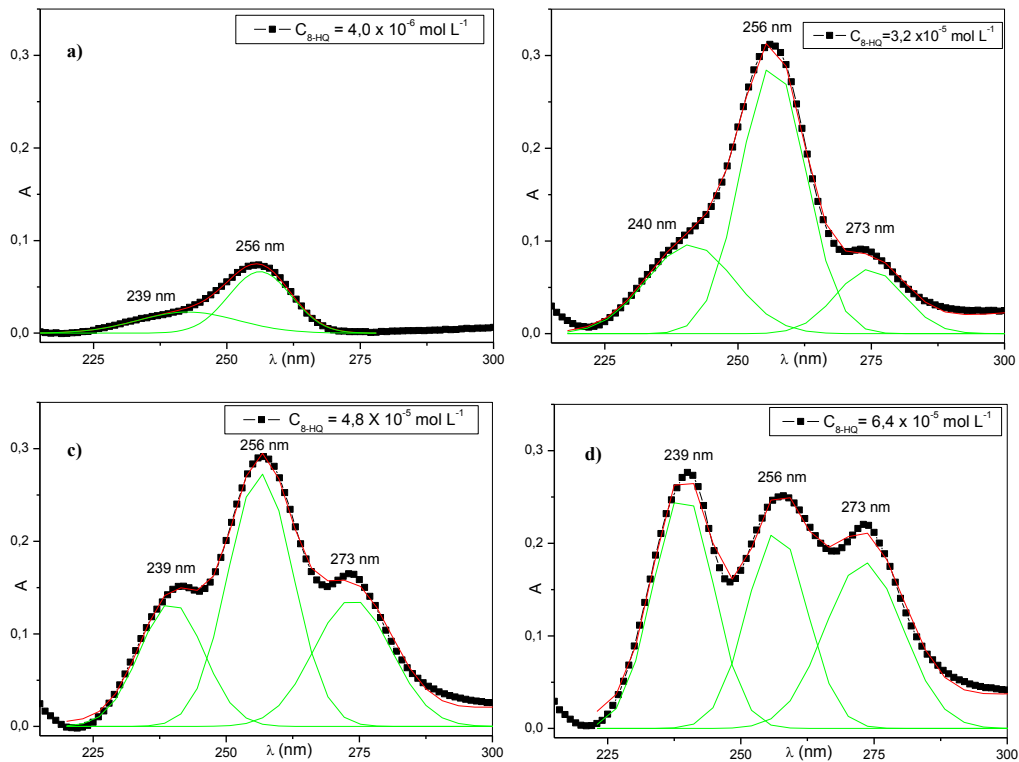 a)
C8-HQ = 4,0 x 10-6 mol L-1
0,3
0,2
0,1
0,0
A
239 nm
256 nm
225
250
275
300
λ (nm)
C8-HQ=3,2 x10-5 mol L-1
0,3
0,2
0,1
0,0
A
240 nm
256 nm
273 nm
225
250
275
300
λ (nm)
c)
C8-HQ = 4,8 X 10-5 mol L-1
0,3
0,2
0,1
0,0
A
239 nm
256 nm
273 nm
225
250
275
300
λ (nm)
d)
C8-HQ = 6,4 x 10-5 mol L-1
0,3
0,2
0,1
0,0
A
239 nm
256 nm
273 nm
225
250
275
300
λ (nm)